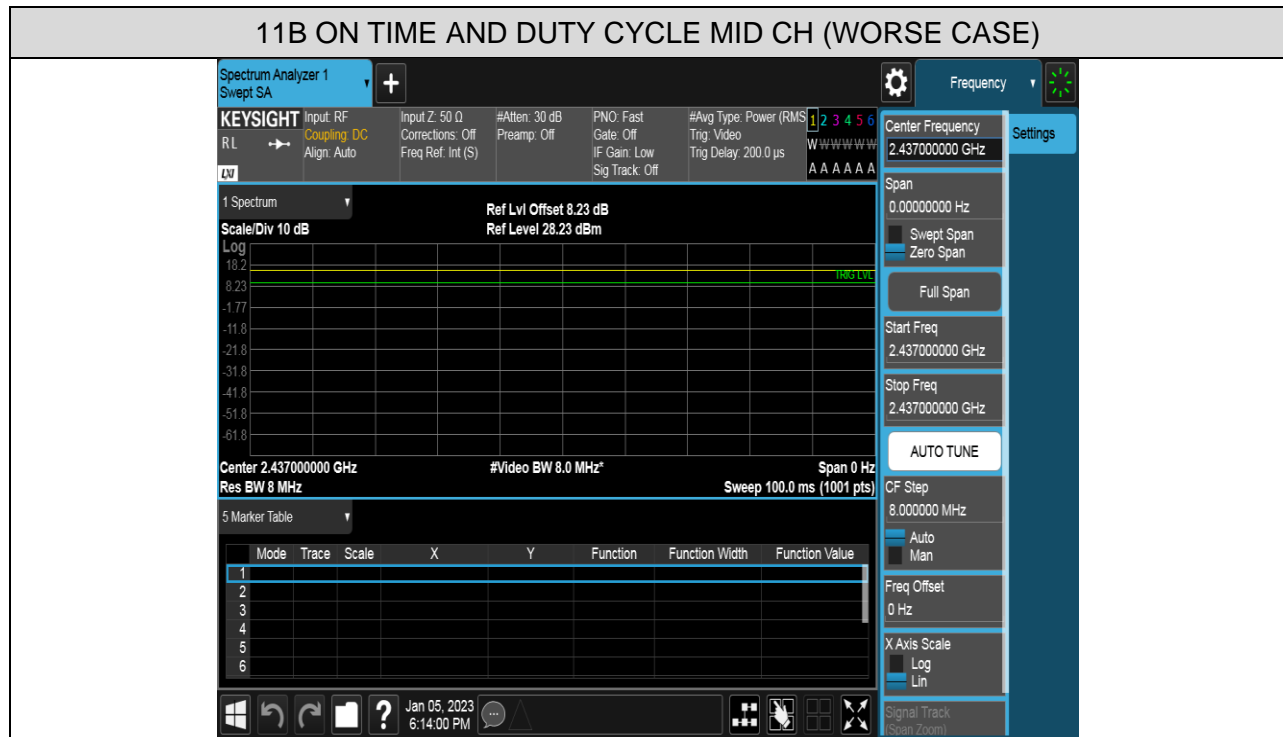 11B ON TIME AND DUTY CYCLE MID CH (WORSE CASE)
Spectrum Analyzer 1
Swept SA
+
Frequency
KEYSIGHT
RL
LXI
Input: RF
Coupling: DC
Align: Auto
Input Z: 50 Ω
Corrections: Off
Freq Ref: Int (S)
#Atten: 30 dB
Preamp: Off
PNO: Fast
Gate: Off
IF Gain: Low
Sig Track: Off
#Avg Type: Power (RMS
Trig: Video
Trig Delay: 200.0 µs
1 2 3 4 5 6
W W W W W W
A A A A A A
1 Spectrum
Scale/Div 10 dB
Ref Lvl Offset 8.23 dB
Ref Level 28.23 dBm
Log
18.2
TRIG LVL
8.23
-1.77
-11.8
-21.8
-31.8
-41.8
-51.8
-61.8
Center 2.437000000 GHz
#Video BW 8.0 MHz*
Span 0 Hz
Res BW 8 MHz
Sweep 100.0 ms (1001 pts)
5 Marker Table
Mode Trace Scale X Y Function Function Width Function Value
1
2
3
4
5
6
?
Jan 05, 2023
6:14:00 PM
Center Frequency
2.437000000 GHz
Settings
Span
0.00000000 Hz
Swept Span
Zero Span
Full Span
Start Freq
2.437000000 GHz
Stop Freq
2.437000000 GHz
AUTO TUNE
CF Step
8.000000 MHz
Auto
Man
Freq Offset
0 Hz
X Axis Scale
Log
Lin
Signal Track
(Span Zoom)